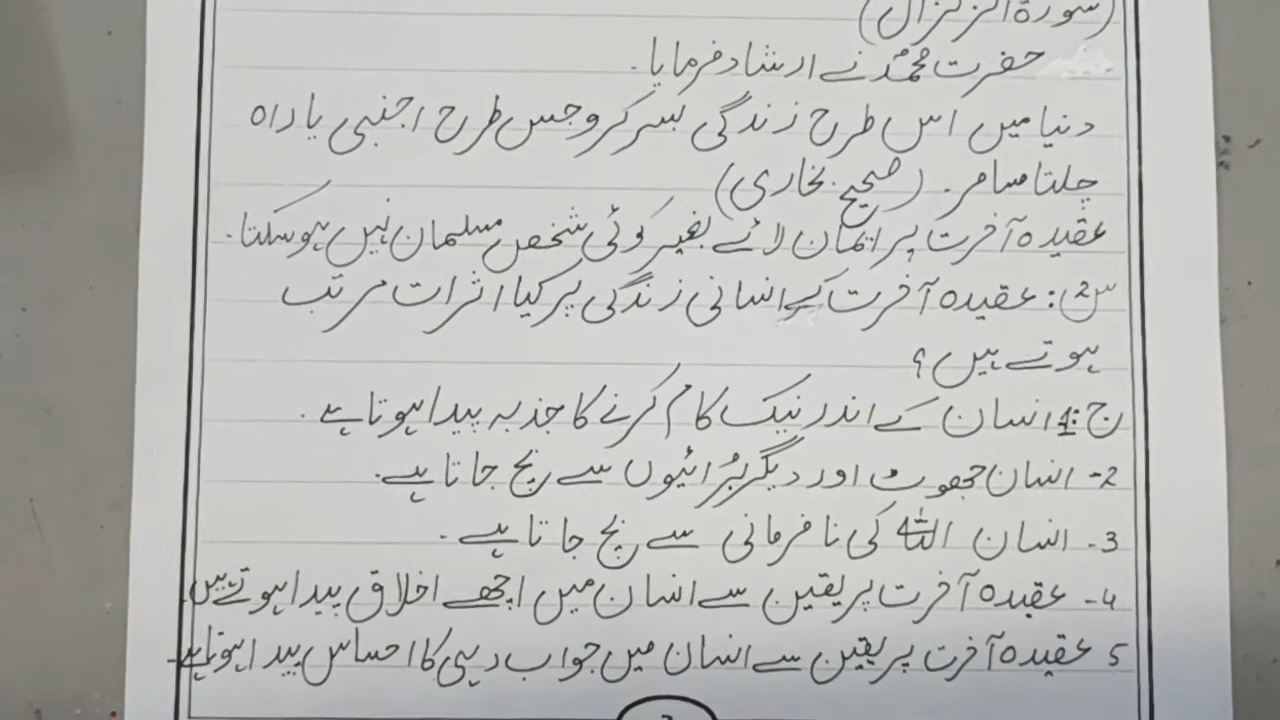 (سورۃ الزلزال)
حضرت محمدؐ نے ارشاد فرمایا۔
دنیا میں اس طرح زندگی بسر کرو جس طرح اجنبی یا راہ
چلتا مسافر۔ (صحیح بخاری)
عقیدہ آخرت پر ایمان لائے بغیر کوئی شخص مسلمان نہیں ہو سکتا۔
س2: عقیدہ آخرت کے انسانی زندگی پر کیا اثرات مرتب
ہوتے ہیں؟
ج: 1 انسان کے اندر نیک کام کرنے کا جذبہ پیدا ہوتا ہے۔
2- انسان جھوٹ اور دیگر بُرائیوں سے بچ جاتا ہے۔
3- انسان اللہ کی نافرمانی سے بچ جاتا ہے۔
4- عقیدہ آخرت پر یقین سے انسان میں اچھے اخلاق پیدا ہوتے ہیں۔
5 عقیدہ آخرت پر یقین سے انسان میں جواب دہی کا احساس پیدا ہوتا ہے۔